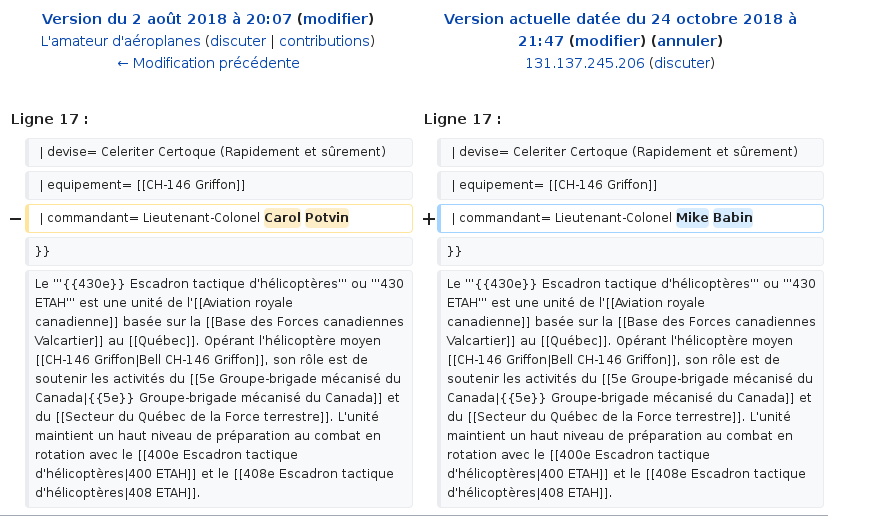 Version du 2 août 2018 à 20:07 (modifier)
L'amateur d'aéroplanes (discuter | contributions)
← Modification précédente
Version actuelle datée du 24 octobre 2018 à
21:47 (modifier) (annuler)
131.137.245.206 (discuter)
Ligne 17 :
Ligne 17 :
| devise= Celeriter Certoque (Rapidement et sûrement)
| devise= Celeriter Certoque (Rapidement et sûrement)
| equipement= [[CH-146 Griffon]]
| equipement= [[CH-146 Griffon]]
− | commandant= Lieutenant-Colonel Carol Potvin
+ | commandant= Lieutenant-Colonel Mike Babin
}}
}}
Le '''{{430e}} Escadron tactique d'hélicoptères''' ou '''430
ETAH''' est une unité de l'[[Aviation royale
canadienne]] basée sur la [[Base des Forces canadiennes
Valcartier]] au [[Québec]]. Opérant l'hélicoptère moyen
[[CH-146 Griffon|Bell CH-146 Griffon]], son rôle est de
soutenir les activités du [[5e Groupe-brigade mécanisé du
Canada|{{5e}} Groupe-brigade mécanisé du Canada]] et
du [[Secteur du Québec de la Force terrestre]]. L'unité
maintient un haut niveau de préparation au combat en
rotation avec le [[400e Escadron tactique
d'hélicoptères|400 ETAH]] et le [[408e Escadron tactique
d'hélicoptères|408 ETAH]].
Le '''{{430e}} Escadron tactique d'hélicoptères''' ou '''430
ETAH''' est une unité de l'[[Aviation royale
canadienne]] basée sur la [[Base des Forces canadiennes
Valcartier]] au [[Québec]]. Opérant l'hélicoptère moyen
[[CH-146 Griffon|Bell CH-146 Griffon]], son rôle est de
soutenir les activités du [[5e Groupe-brigade mécanisé du
Canada|{{5e}} Groupe-brigade mécanisé du Canada]] et
du [[Secteur du Québec de la Force terrestre]]. L'unité
maintient un haut niveau de préparation au combat en
rotation avec le [[400e Escadron tactique
d'hélicoptères|400 ETAH]] et le [[408e Escadron tactique
d'hélicoptères|408 ETAH]].